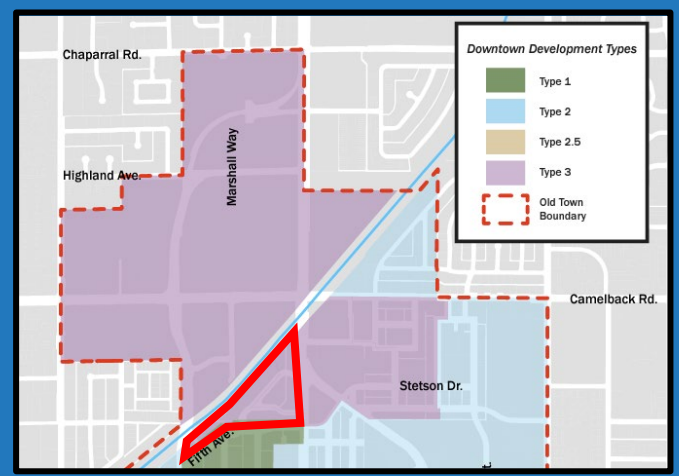 Chaparral Rd.
Downtown Development Types
Type 1
Type 2
Type 2.5
Type 3
Old Town
Boundary
Marshall Way
Highland Ave.
Camelback Rd.
Stetson Dr.
Fifth Ave.
t.